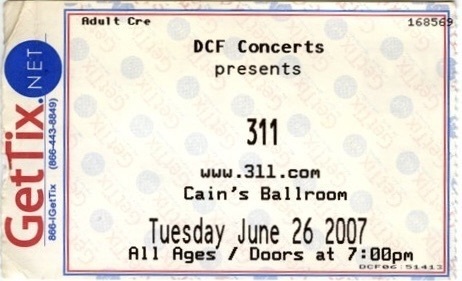 Adult Cre
168569
DCF Concerts
presents
311
www.311.com
Cain's Ballroom
Tuesday June 26 2007
All Ages / Doors at 7:00pm
DCF06:51413
GetTix.NET
866-IGetTix (866-443-8849)